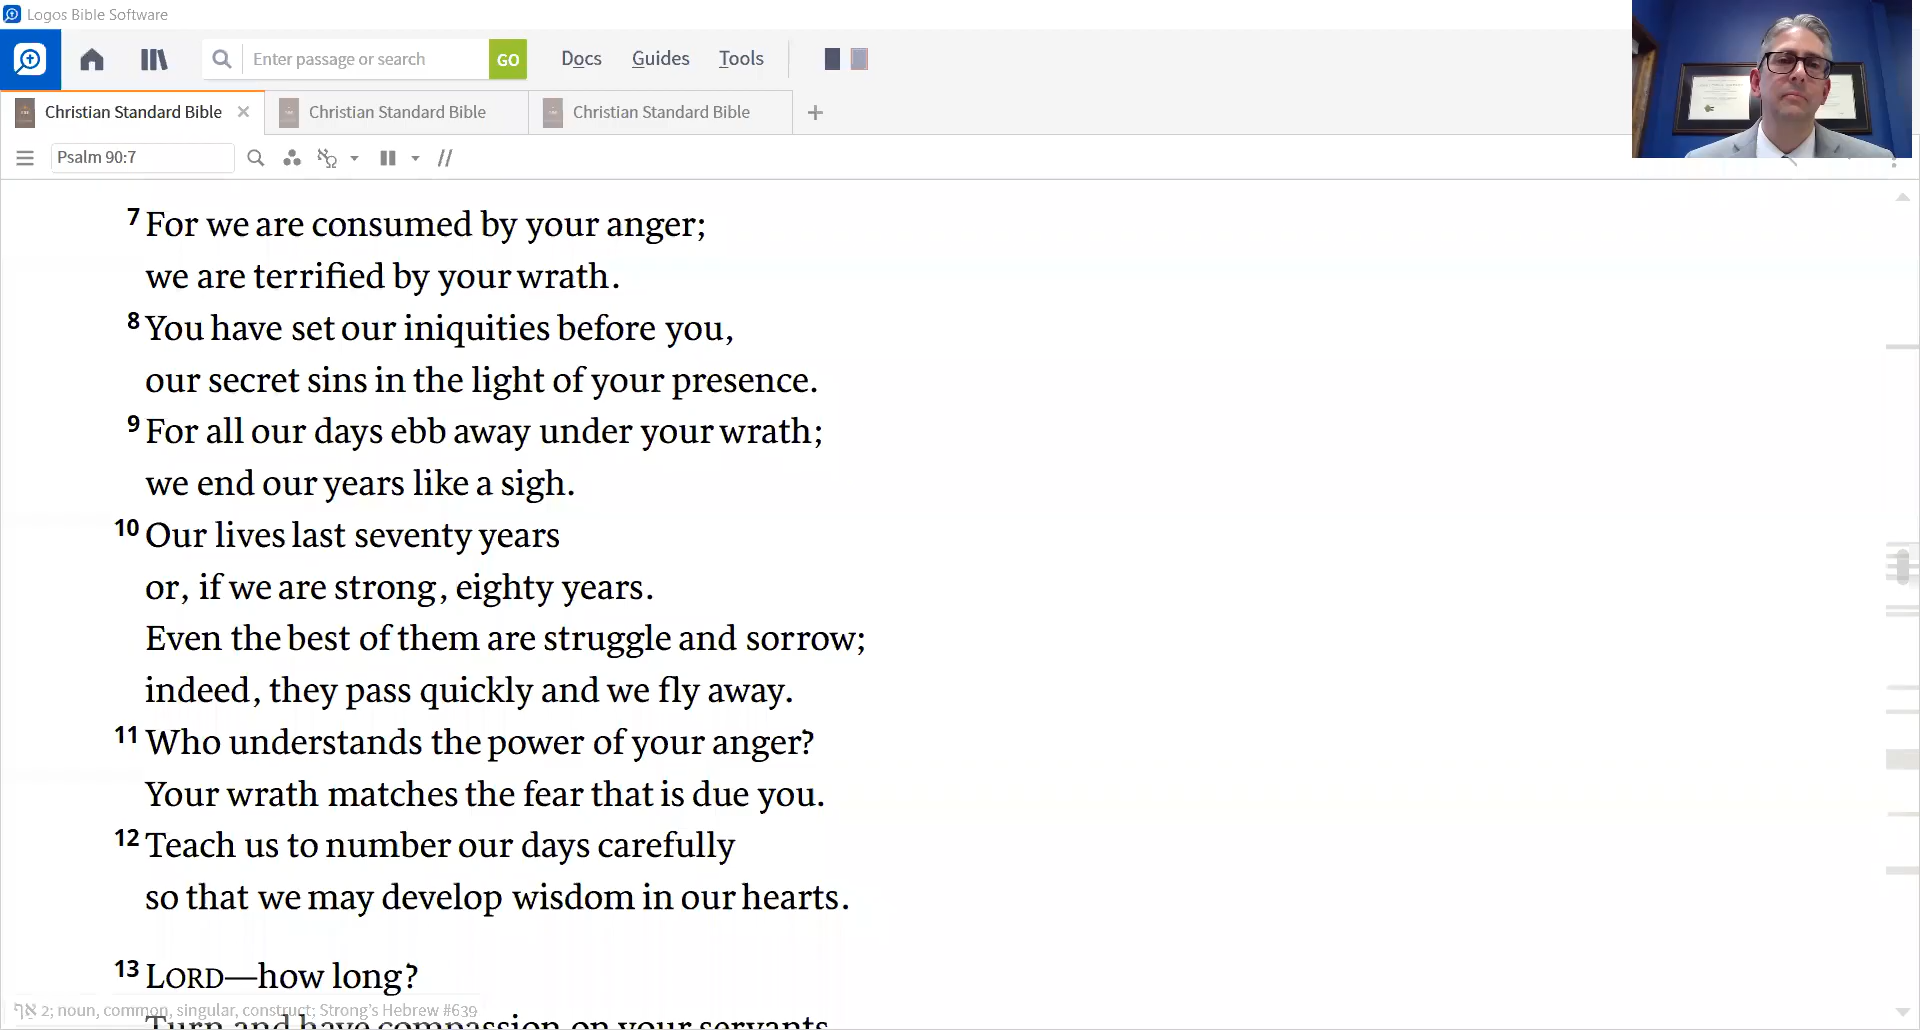 Logos Bible Software
Enter passage or search
GO
Docs
Guides
Tools
Christian Standard Bible
Christian Standard Bible
Christian Standard Bible
Psalm 90:7
7 For we are consumed by your anger;
we are terrified by your wrath.
8 You have set our iniquities before you,
our secret sins in the light of your presence.
9 For all our days ebb away under your wrath;
we end our years like a sigh.
10 Our lives last seventy years
or, if we are strong, eighty years.
Even the best of them are struggle and sorrow;
indeed, they pass quickly and we fly away.
11 Who understands the power of your anger?
Your wrath matches the fear that is due you.
12 Teach us to number our days carefully
so that we may develop wisdom in our hearts.
13 LORD—how long?
אַף 2; noun, common, singular, construct; Strong's Hebrew #639
Turn and have compassion on your servants